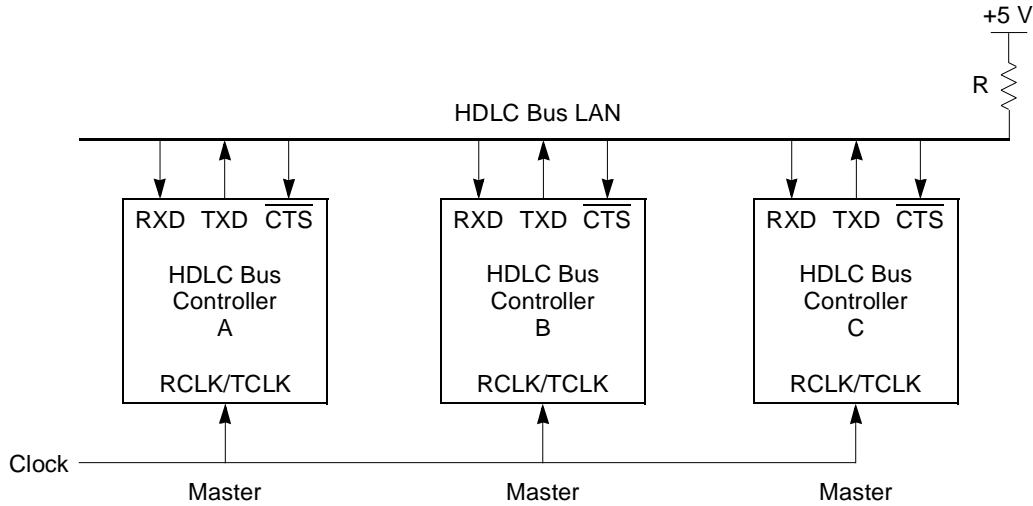 +5 V
R
HDLC Bus LAN
RXD TXD CTS
HDLC Bus
Controller
A
RCLK/TCLK
RXD TXD CTS
HDLC Bus
Controller
B
RCLK/TCLK
RXD TXD CTS
HDLC Bus
Controller
C
RCLK/TCLK
Clock
Master
Master
Master